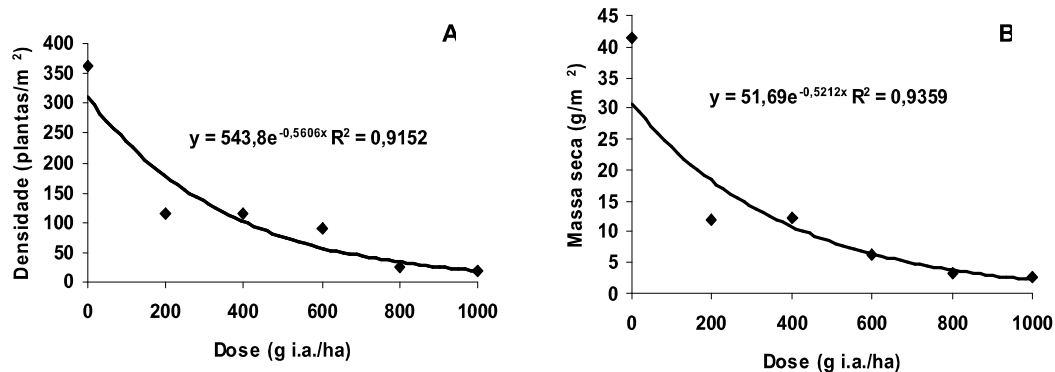 A
Densidade (plantas/m²)
400
350
300
250
200
150
100
50
0
y = 543,8e^-0,5606x R² = 0,9152
0 200 400 600 800 1000
Dose (g i.a./ha)
B
Massa seca (g/m²)
45
40
35
30
25
20
15
10
5
0
y = 51,69e^-0,5212x R² = 0,9359
0 200 400 600 800 1000
Dose (g i.a./ha)